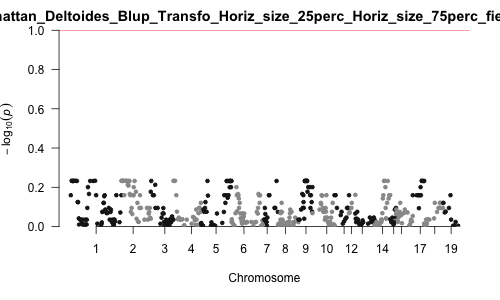 nattan_Deltoides_Blup_Transfo_Horiz_size_25perc_Horiz_size_75perc_fie
1.0
0.8
0.6
0.4
0.2
0.0
− log10(p)
1 2 3 4 5 6 7 8 9 10 12 14 17 19
Chromosome